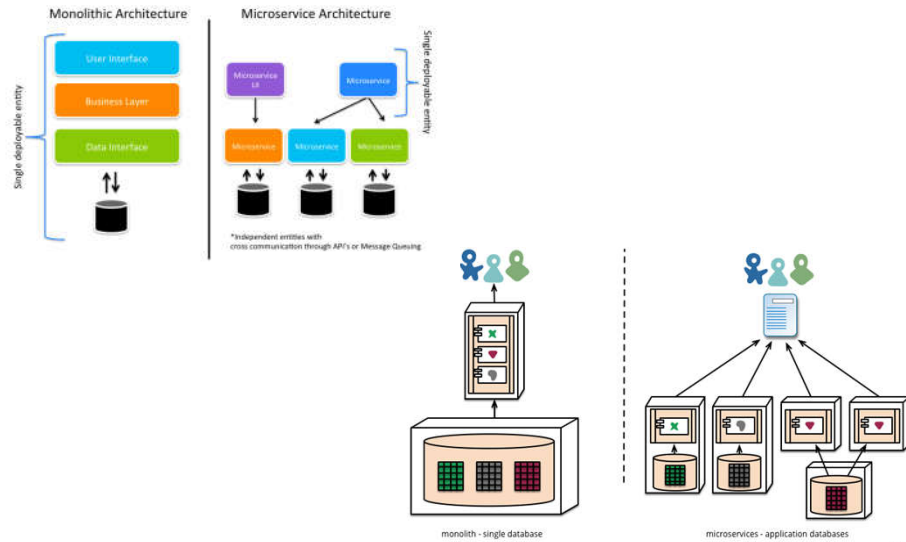 Monolithic Architecture
Microservice Architecture
Single deployable entity
User Interface
Business Layer
Data Interface
Microservice
UI
Microservice
Single deployable entity
Microservice
Microservice
Microservice
*Independent entities with
cross communication through API's or Message Queuing
monolith - single database
microservices - application databases